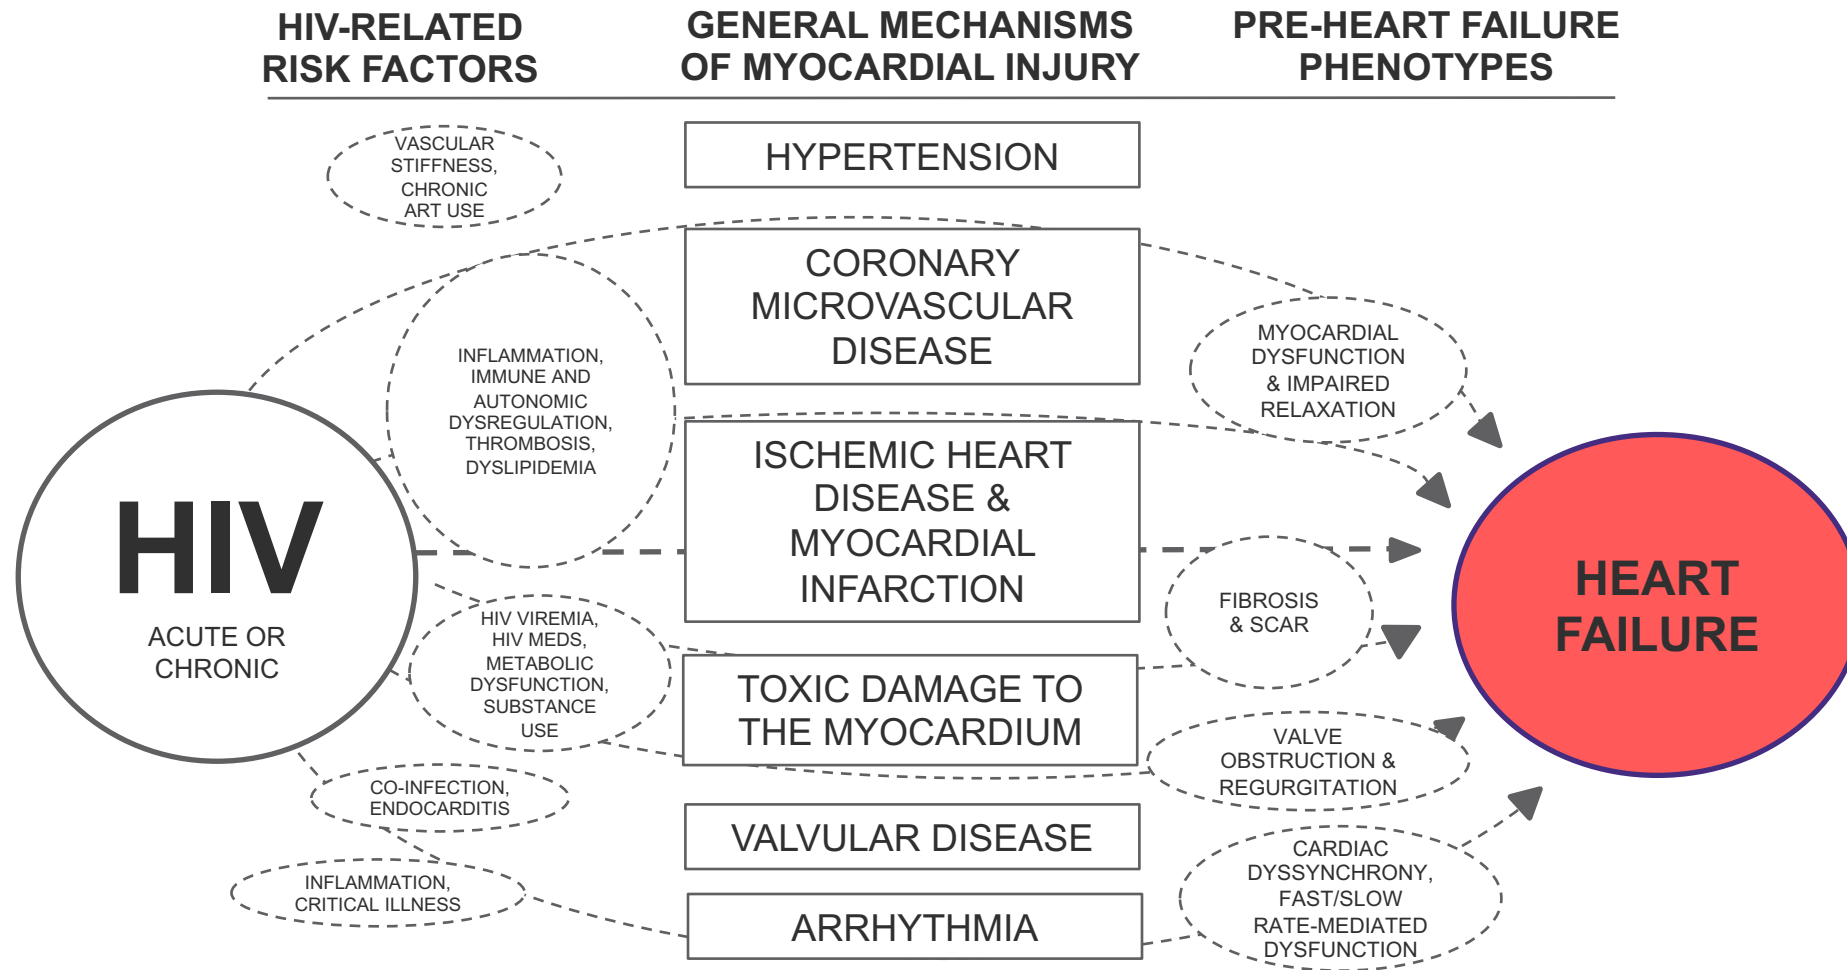 HIV-RELATED
RISK FACTORS
GENERAL MECHANISMS
OF MYOCARDIAL INJURY
PRE-HEART FAILURE
PHENOTYPES
HIV
ACUTE OR
CHRONIC
VASCULAR
STIFFNESS,
CHRONIC
ART USE
INFLAMMATION,
IMMUNE AND
AUTONOMIC
DYSREGULATION,
THROMBOSIS,
DYSLIPIDEMIA
HIV VIREMIA,
HIV MEDS,
METABOLIC
DYSFUNCTION,
SUBSTANCE
USE
CO-INFECTION,
ENDOCARDITIS
INFLAMMATION,
CRITICAL ILLNESS
HYPERTENSION
CORONARY
MICROVASCULAR
DISEASE
ISCHEMIC HEART
DISEASE &
MYOCARDIAL
INFARCTION
TOXIC DAMAGE TO
THE MYOCARDIUM
VALVULAR DISEASE
ARRHYTHMIA
MYOCARDIAL
DYSFUNCTION
& IMPAIRED
RELAXATION
FIBROSIS
& SCAR
VALVE
OBSTRUCTION &
REGURGITATION
CARDIAC
DYSSYNCHRONY,
FAST/SLOW
RATE-MEDIATED
DYSFUNCTION
HEART
FAILURE